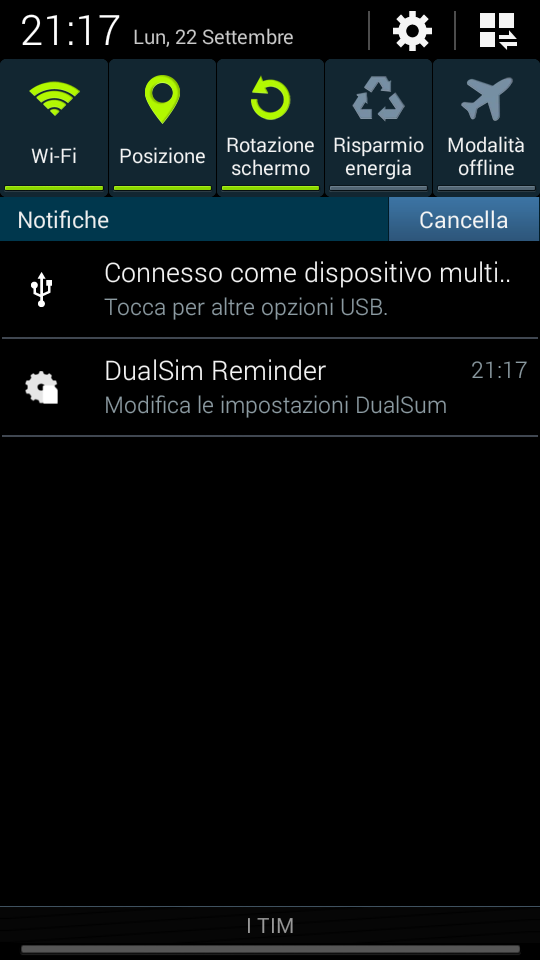 21:17 Lun, 22 Settembre
Wi-Fi
Posizione
Rotazione
schermo
Risparmio
energia
Modalità
offline
Notifiche
Cancella
Connesso come dispositivo multi..
Tocca per altre opzioni USB.
DualSim Reminder
21:17
Modifica le impostazioni DualSum
I TIM